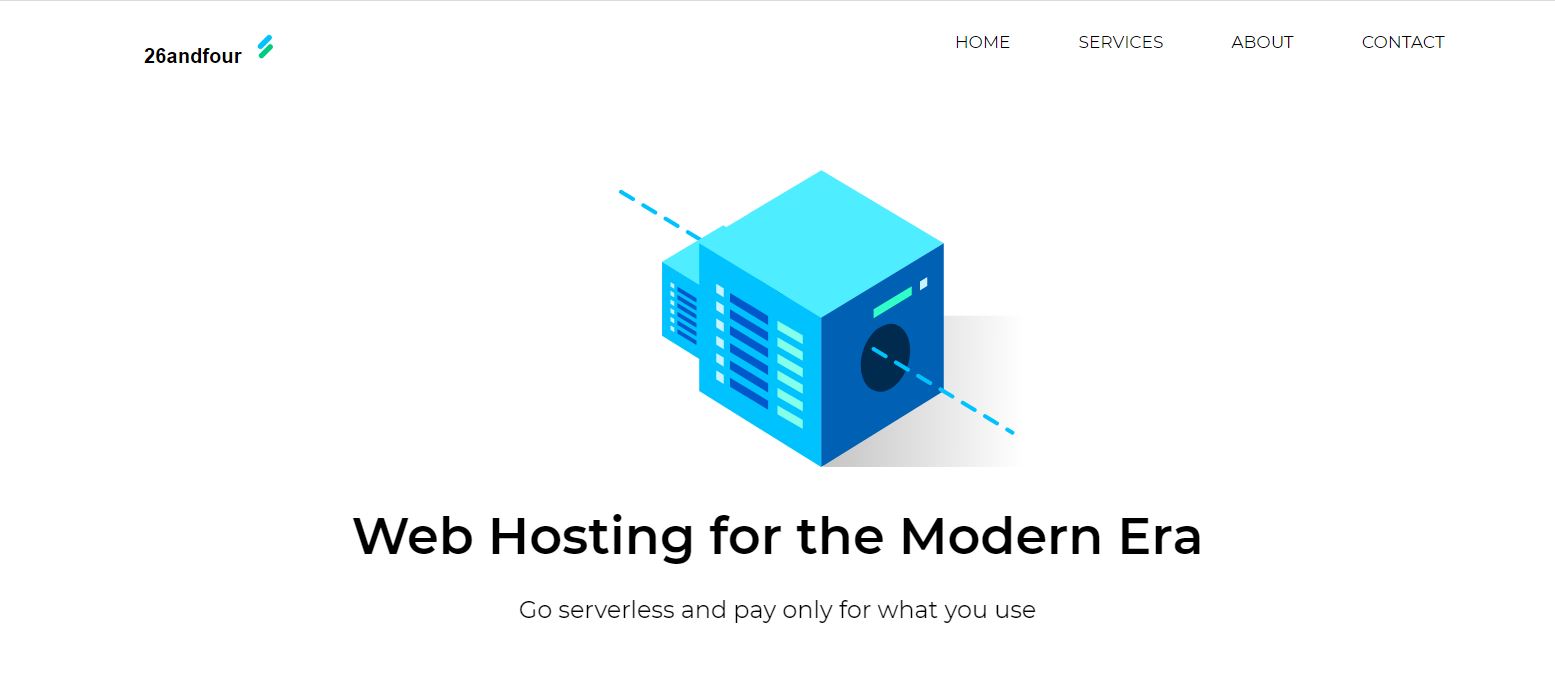 26andfour
HOME SERVICES ABOUT CONTACT
Web Hosting for the Modern Era
Go serverless and pay only for what you use